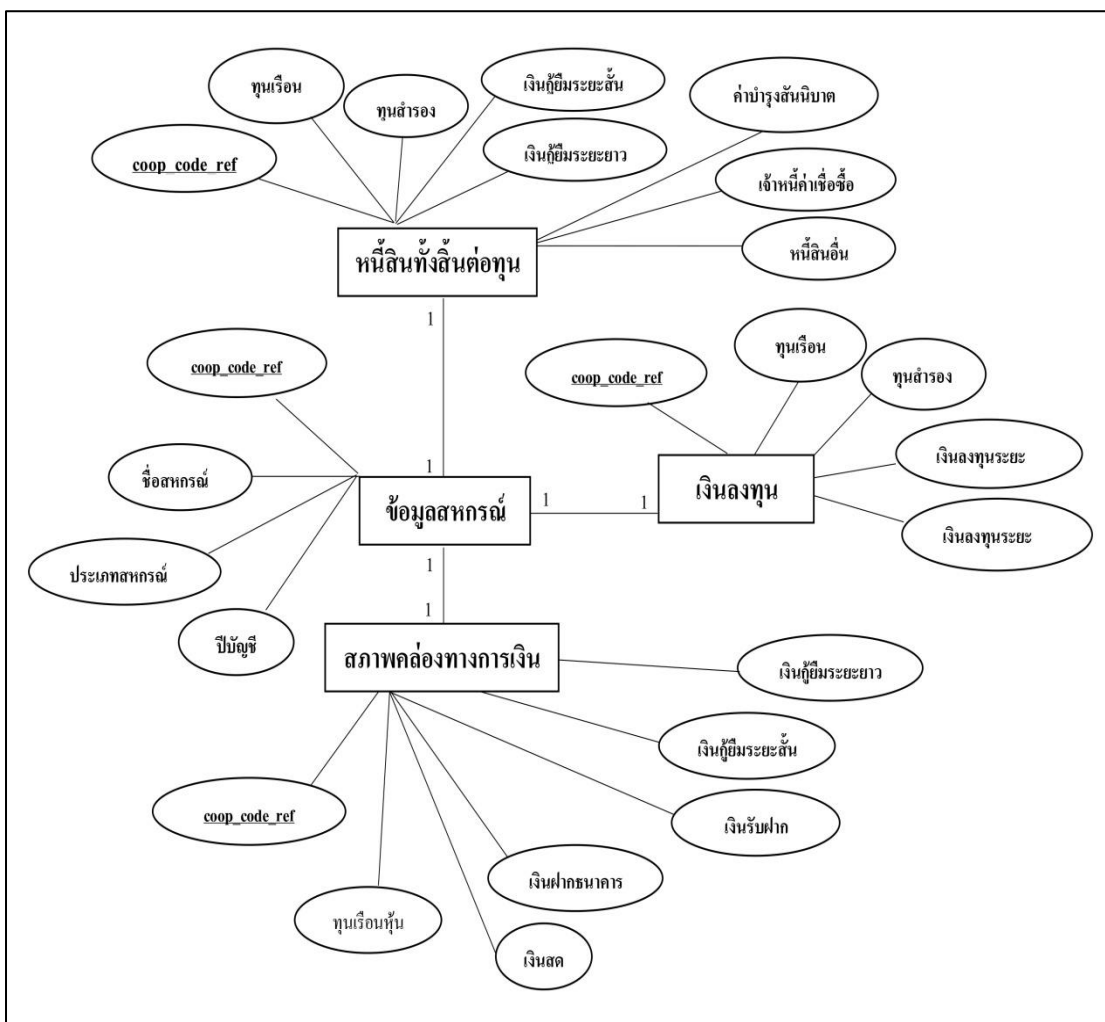 ทุนเรือน
ทุนสำรอง
เงินกู้ยืมระยะสั้น
ค่าบำรุงสันนิบาต
coop_code_ref
เงินกู้ยืมระยะยาว
เจ้าหนี้ค่าเชื่อซื้อ
หนี้สินทั้งสิ้นต่อทุน
หนี้สินอื่น
1
coop_code_ref
ทุนเรือน
coop_code_ref
ทุนสำรอง
ชื่อสหกรณ์
1
เงินลงทุนระยะ
ข้อมูลสหกรณ์
1
1
เงินลงทุน
เงินลงทุนระยะ
ประเภทสหกรณ์
1
1
ปีบัญชี
สภาพคล่องทางการเงิน
เงินกู้ยืมระยะยาว
เงินกู้ยืมระยะสั้น
coop_code_ref
เงินรับฝาก
เงินฝากธนาคาร
ทุนเรือนหุ้น
เงินสด